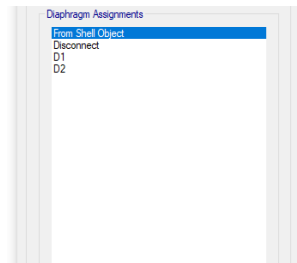 Diaphragm Assignments
From Shell Object
Disconnect
D1
D2